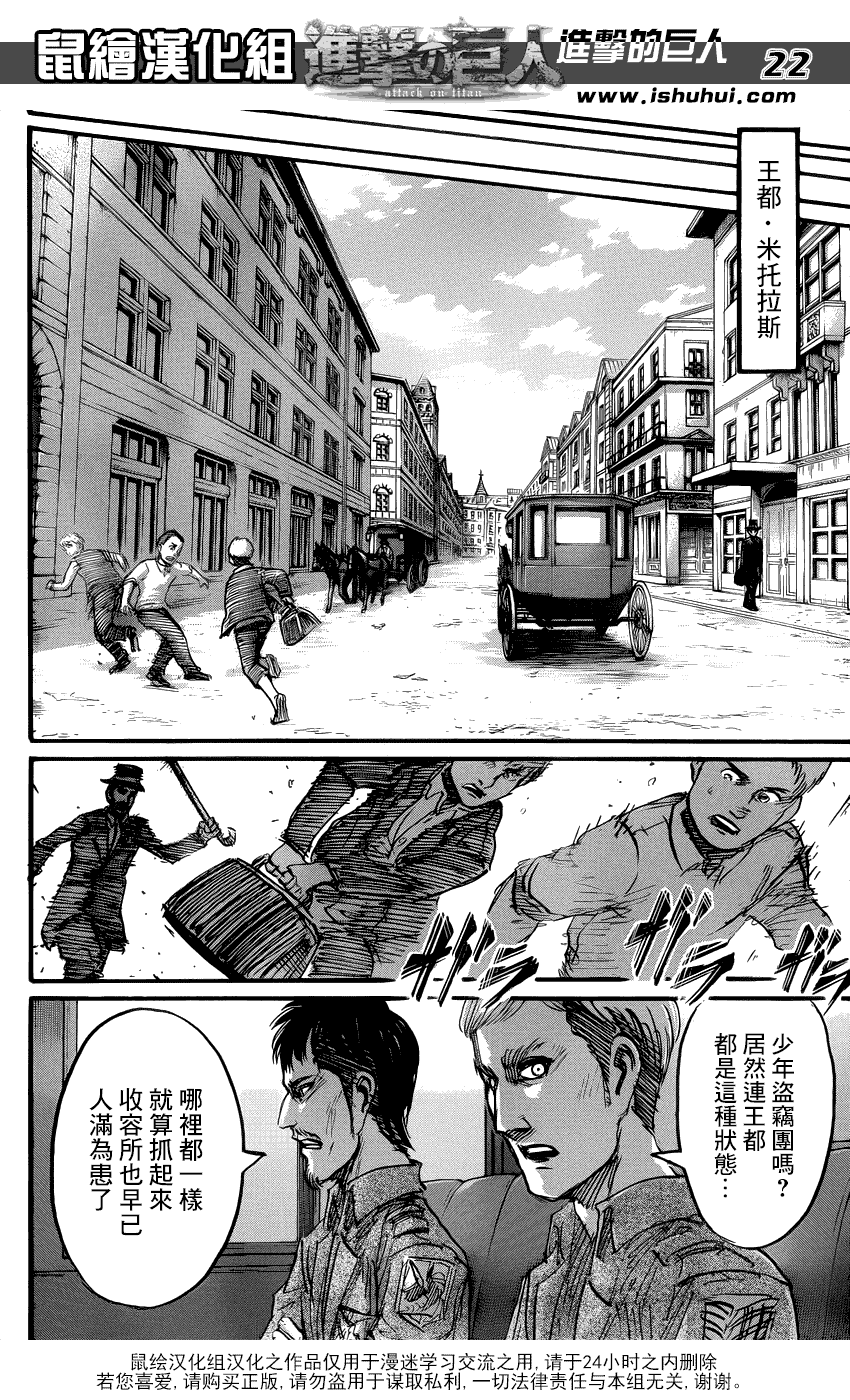 鼠繪漢化組
進撃の巨人
attack on titan
進擊的巨人
22
www.ishuhui.com
王都·米托拉斯
ガラ
ガラ
ガラ
少年盜竊團嗎?
居然連王都
都是這種狀態…
哪裡都一樣
就算抓起來
收容所也早已
人滿為患了
鼠绘汉化组汉化之作品仅用于漫迷学习交流之用, 请于24小时之内删除
若您喜爱, 请购买正版, 请勿盗用于谋取私利, 一切法律责任与本组无关, 谢谢。